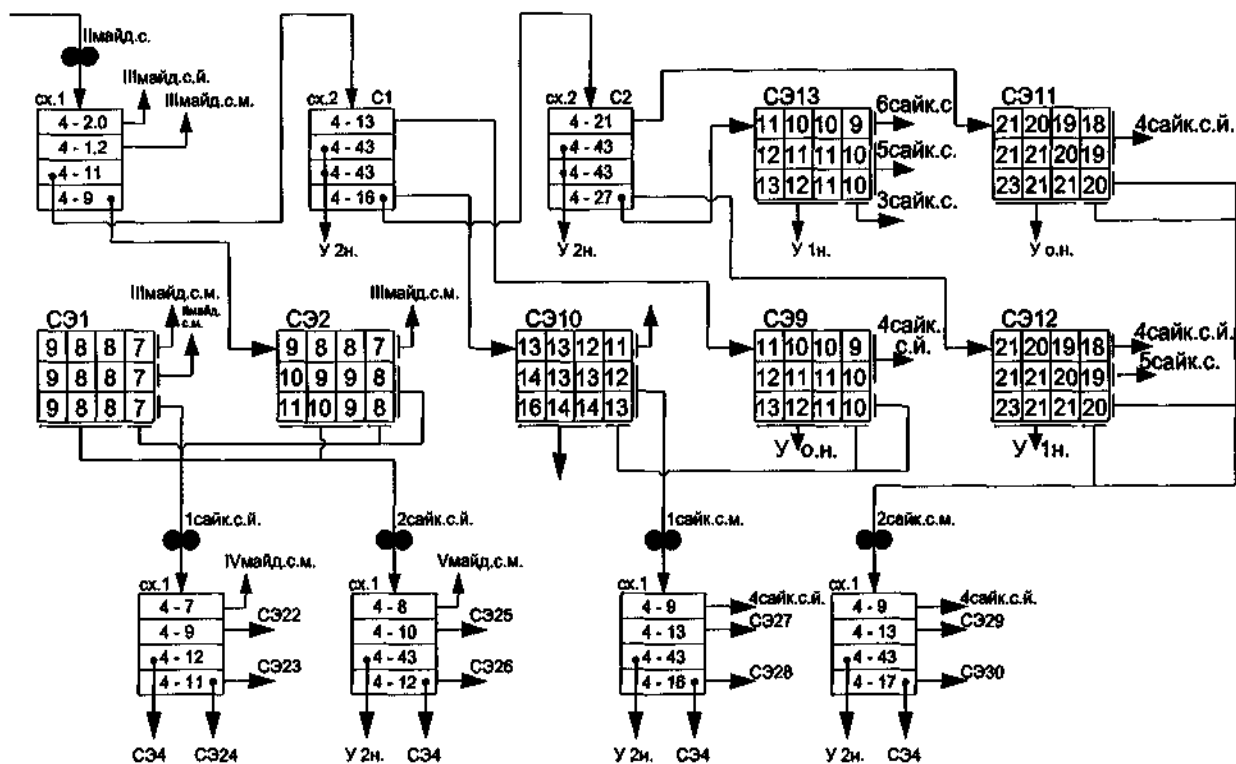 IIмайд.с.
IIIмайд.с.й.
IIIмайд.с.м.
сх.1
4 - 2.0
4 - 1.2
4 - 11
4 - 9
сх.2 С1
4 - 13
4 - 43
4 - 43
4 - 16
У 2н.
сх.2 С2
4 - 21
4 - 43
4 - 43
4 - 27
У 2н.
СЭ13
11 10 10 9
12 11 11 10
13 12 11 10
6сайк.с
5сайк.с.
3сайк.с.
У 1н.
СЭ11
21 20 19 18
21 21 20 19
23 21 21 20
4сайк.с.й.
У о.н.
СЭ1
9 8 8 7
9 8 8 7
9 8 8 7
IIIмайд.с.м.
майд.
с.м.
СЭ2
9 8 8 7
10 9 9 8
11 10 9 8
IIIмайд.с.м.
СЭ10
13 13 12 11
14 13 13 12
16 14 14 13
СЭ9
11 10 10 9
12 11 11 10
13 12 11 10
4сайк.
с.й.
У о.н.
СЭ12
21 20 19 18
21 21 20 19
23 21 21 20
4сайк.с.й.
5сайк.с.
У 1н.
1сайк.с.й.
IVмайд.с.м.
сх.1
4 - 7
4 - 9
4 - 12
4 - 11
СЭ22
СЭ23
СЭ4 СЭ24
2сайк.с.й.
Vмайд.с.м.
сх.1
4 - 8
4 - 10
4 - 43
4 - 12
СЭ25
СЭ26
У 2н. СЭ4
1сайк.с.м.
сх.1
4 - 9
4 - 13
4 - 43
4 - 16
4сайк.с.й.
СЭ27
СЭ28
У 2н. СЭ4
2сайк.с.м.
сх.1
4 - 9
4 - 13
4 - 43
4 - 17
4сайк.с.й.
СЭ29
СЭ30
У 2н. СЭ4